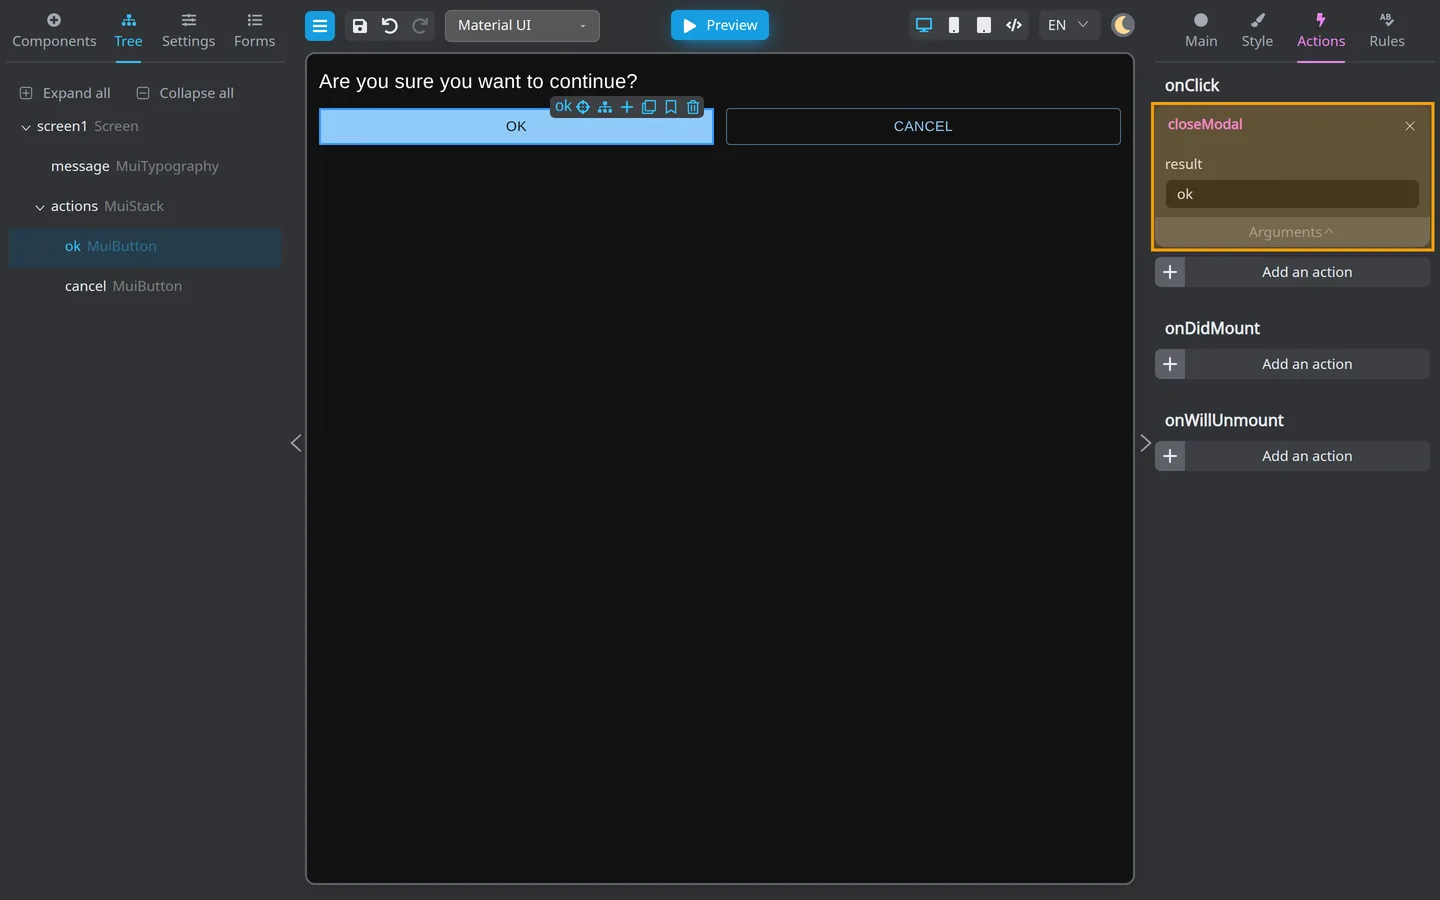 Components
Tree
Settings
Forms
Material UI
Preview
EN
Main
Style
Actions
AB
Rules
Expand all
Collapse all
screen1 Screen
message MuiTypography
actions MuiStack
ok MuiButton
cancel MuiButton
Are you sure you want to continue?
ok
OK
CANCEL
onClick
closeModal
result
ok
Arguments
Add an action
onDidMount
Add an action
onWillUnmount
Add an action